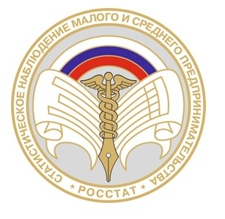 СТАТИСТИЧЕСКОЕ НАБЛЮДЕНИЕ МАЛОГО И СРЕДНЕГО ПРЕДПРИНИМАТЕЛЬСТВА
* РОССТАТ *